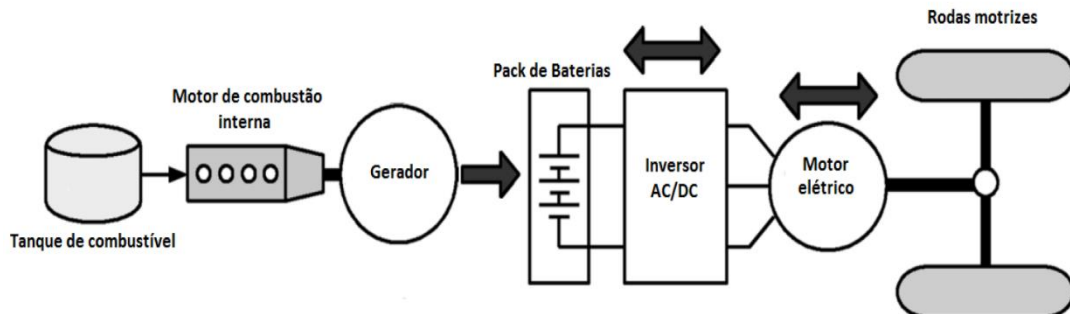 Rodas motrizes
Pack de Baterias
Motor de combustão
interna
Gerador
Inversor
AC/DC
Motor
elétrico
Tanque de combustível